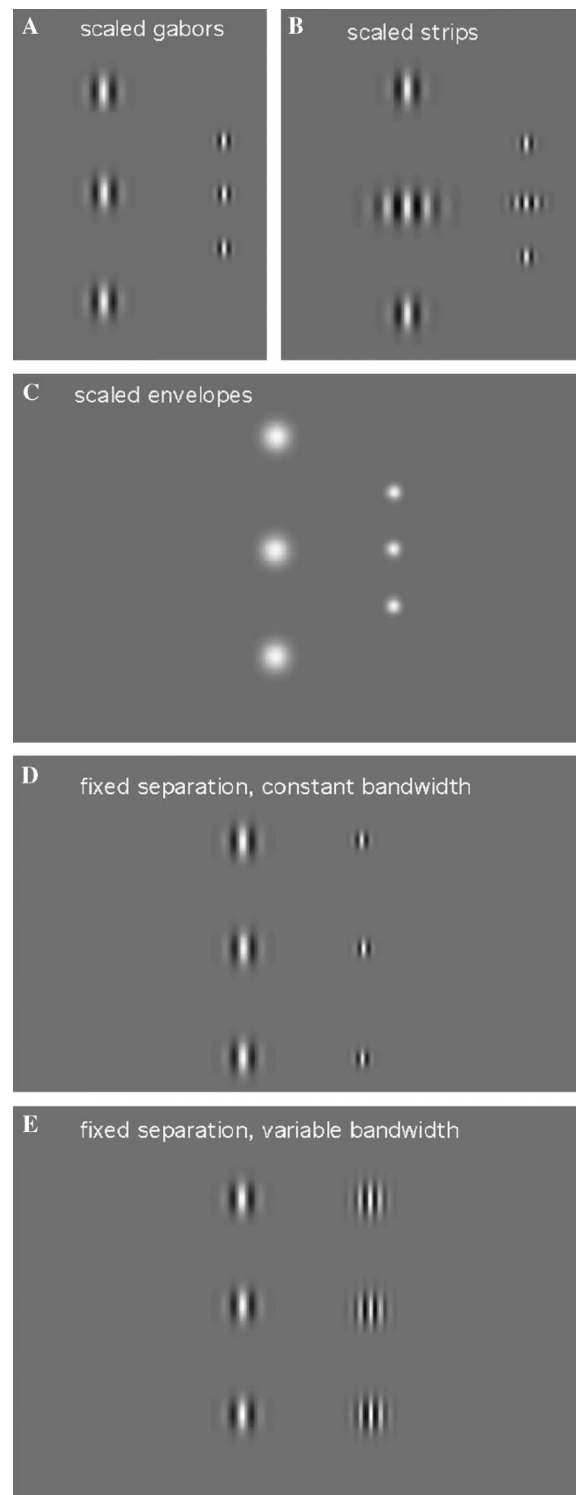 A scaled gabors
B scaled strips
C scaled envelopes
D fixed separation, constant bandwidth
E fixed separation, variable bandwidth